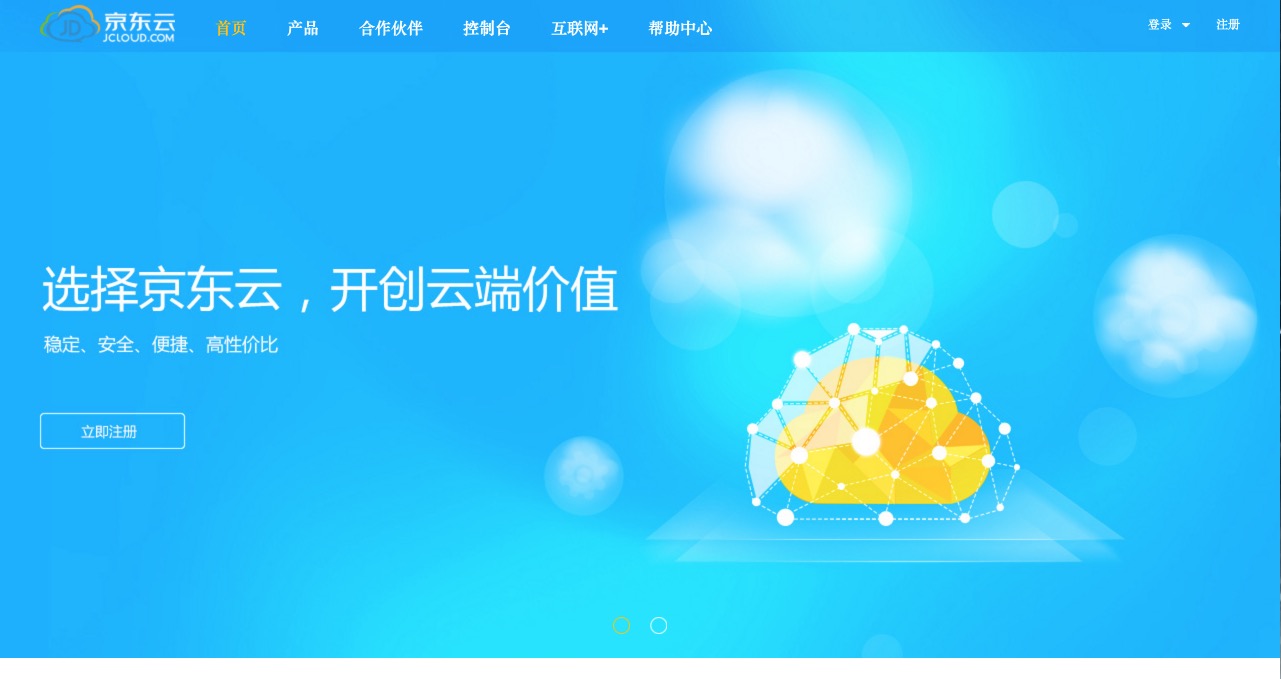 JD 京东云
JCLOUD.COM
首页 产品 合作伙伴 控制台 互联网+ 帮助中心 登录 注册
选择京东云，开创云端价值
稳定、安全、便捷、高性价比
立即注册